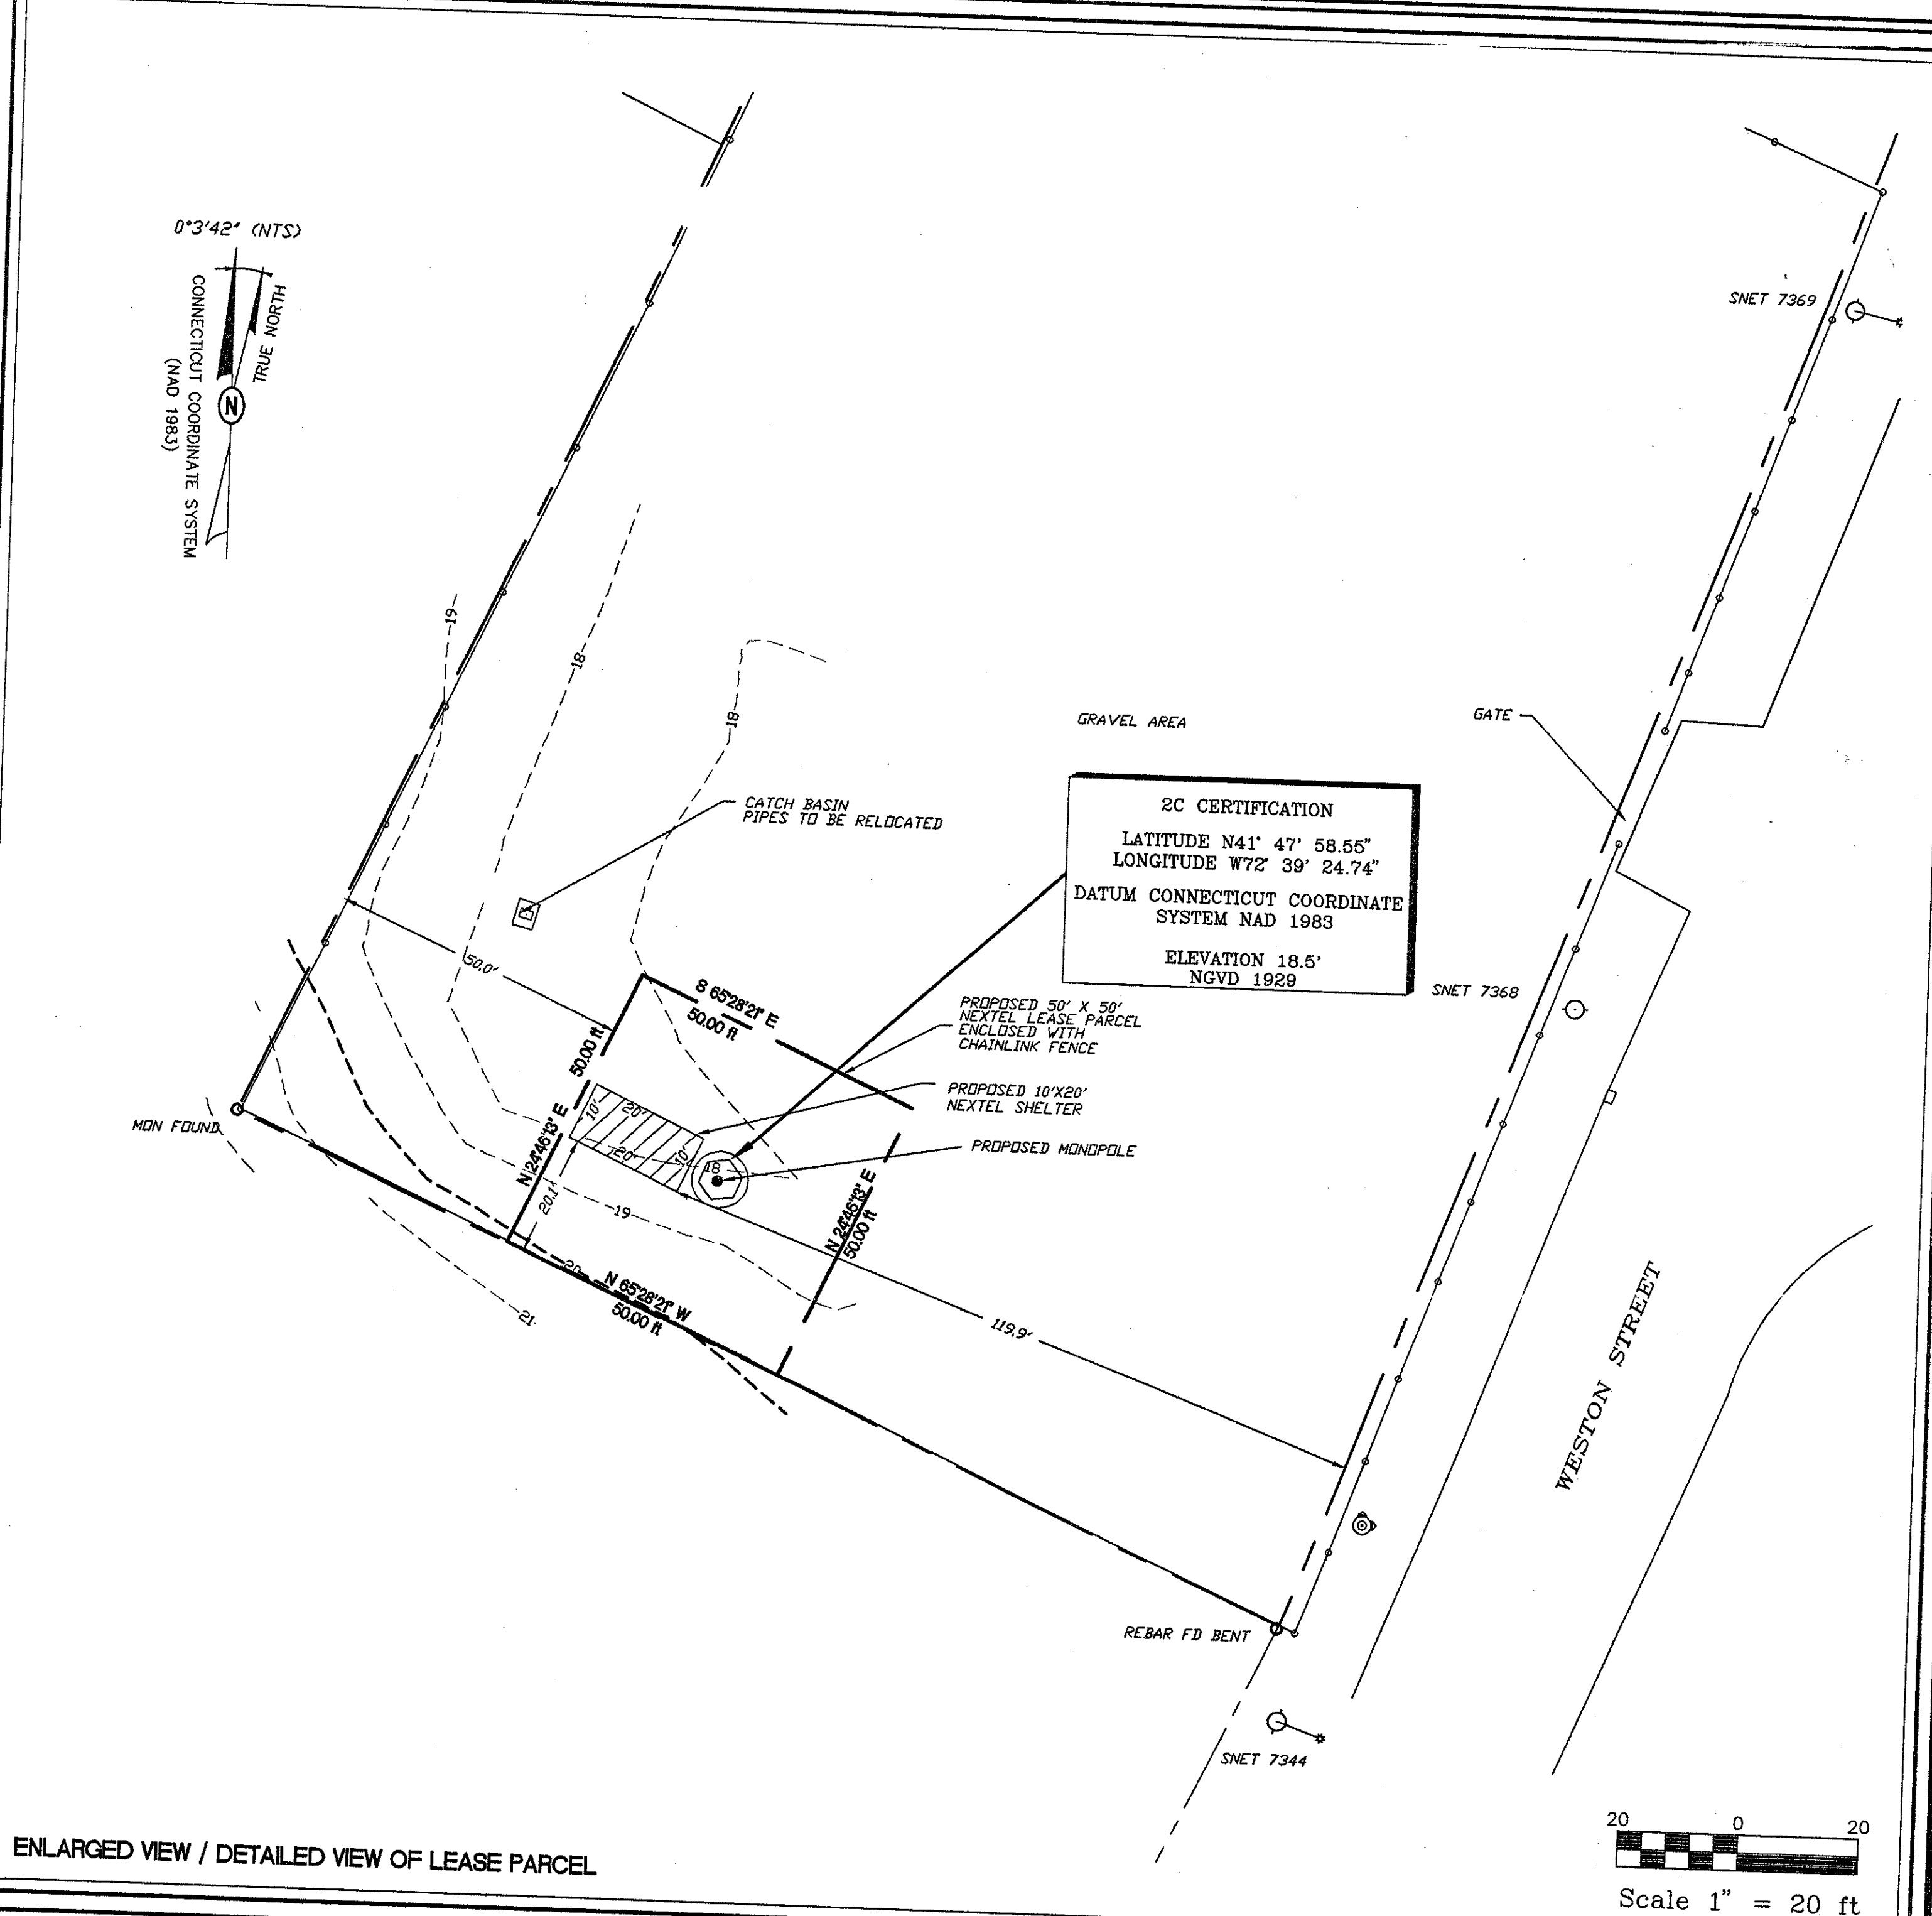 0°3'42" (NTS)
TRUE NORTH
CONNECTICUT COORDINATE SYSTEM
(NAD 1983)
N
SNET 7369
19
18
18
GRAVEL AREA
GATE
CATCH BASIN
PIPES TO BE RELOCATED
2C CERTIFICATION
LATITUDE N41° 47' 58.55"
LONGITUDE W72° 39' 24.74"
DATUM CONNECTICUT COORDINATE
SYSTEM NAD 1983
ELEVATION 18.5'
NGVD 1929
SNET 7368
50.0'
S 65°28'21" E
50.00 ft
PROPOSED 50' X 50'
NEXTEL LEASE PARCEL
ENCLOSED WITH
CHAINLINK FENCE
50.00 ft
N 24°46'13" E
PROPOSED 10'X20'
NEXTEL SHELTER
10'
20'
20'
10'
18
PROPOSED MONOPOLE
MON FOUND
20.1'
19
N 24°46'13" E
50.00 ft
20
N 65°28'21" W
50.00 ft
21
119.9'
WESTON STREET
REBAR FD BENT
SNET 7344
ENLARGED VIEW / DETAILED VIEW OF LEASE PARCEL
20 0 20
Scale 1" = 20 ft